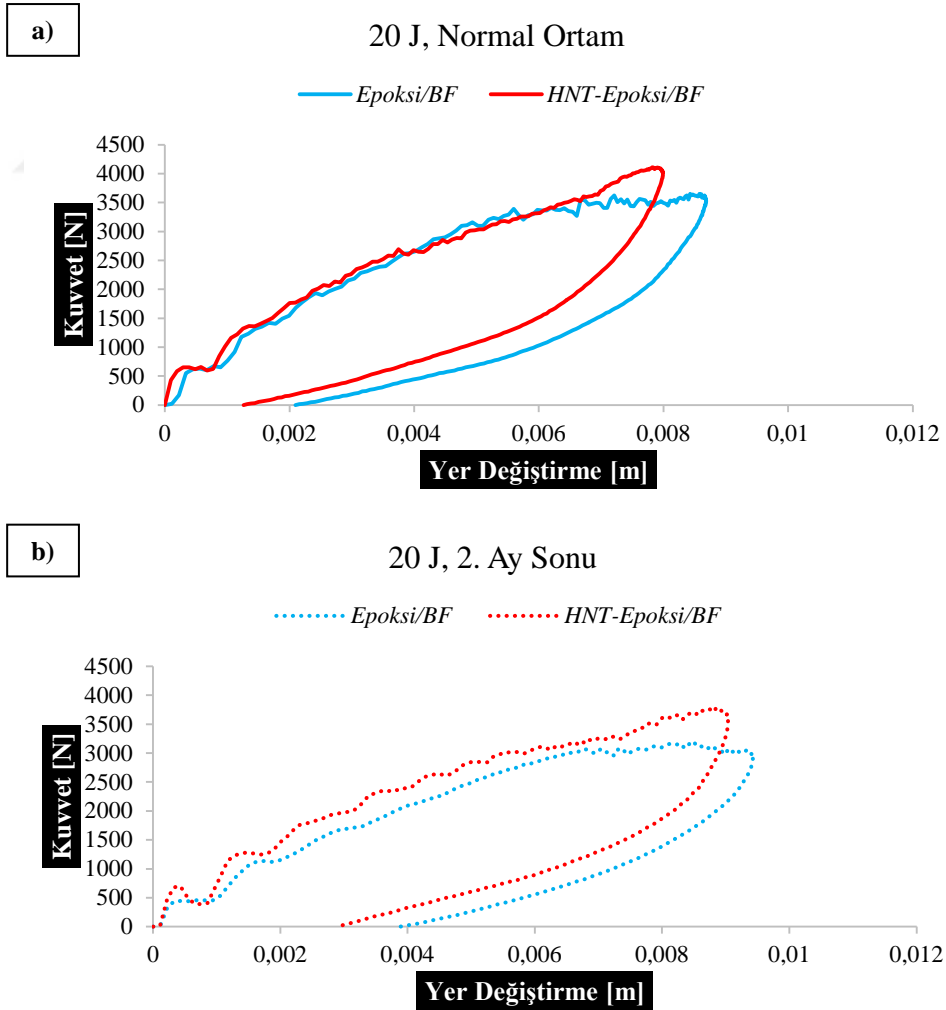 a)
20 J, Normal Ortam
Epoksi/BF
HNT-Epoksi/BF
4500
4000
3500
3000
2500
2000
1500
1000
500
0
Kuvvet [N]
0
0,002
0,004
0,006
0,008
0,01
0,012
Yer Değiştirme [m]
b)
20 J, 2. Ay Sonu
Epoksi/BF
HNT-Epoksi/BF
4500
4000
3500
3000
2500
2000
1500
1000
500
0
Kuvvet [N]
0
0,002
0,004
0,006
0,008
0,01
0,012
Yer Değiştirme [m]